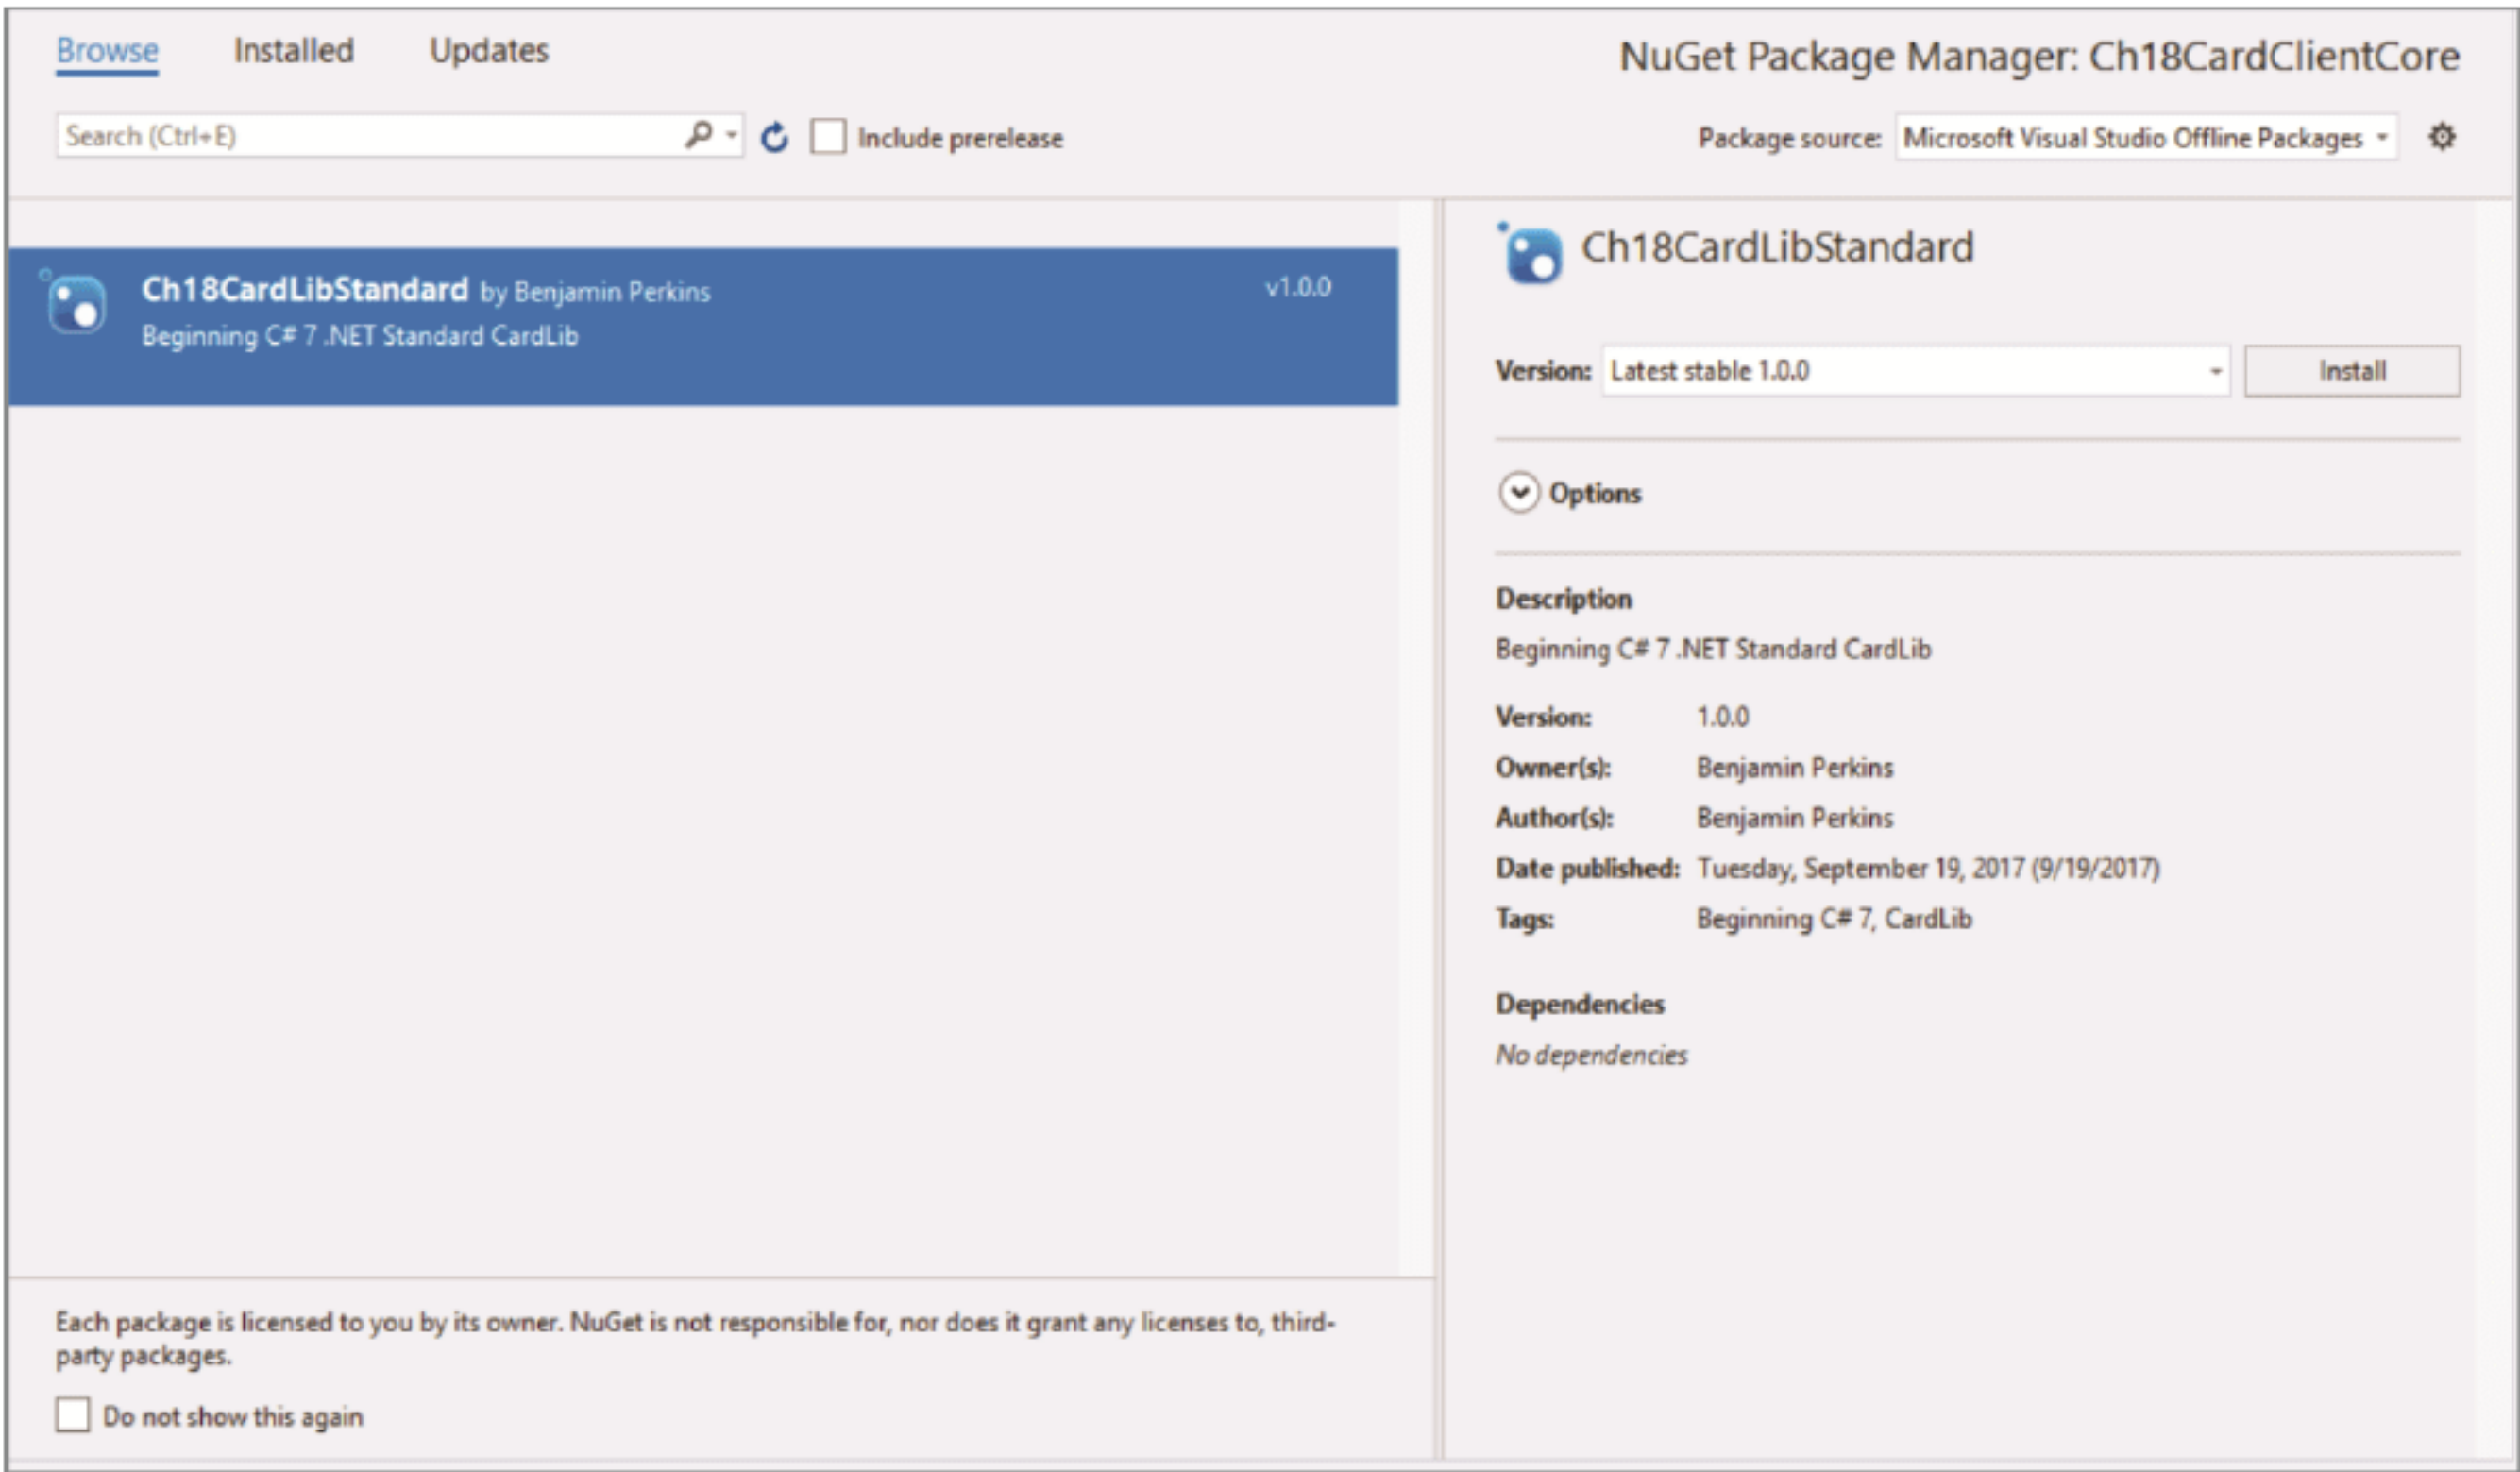 Browse Installed Updates
NuGet Package Manager: Ch18CardClientCore
Search (Ctrl+E)
Include prerelease
Package source: Microsoft Visual Studio Offline Packages
Ch18CardLibStandard by Benjamin Perkins v1.0.0
Beginning C# 7 .NET Standard CardLib
Each package is licensed to you by its owner. NuGet is not responsible for, nor does it grant any licenses to, third-
party packages.
Do not show this again
Ch18CardLibStandard
Version: Latest stable 1.0.0 Install
Options
Description
Beginning C# 7 .NET Standard CardLib
Version: 1.0.0
Owner(s): Benjamin Perkins
Author(s): Benjamin Perkins
Date published: Tuesday, September 19, 2017 (9/19/2017)
Tags: Beginning C# 7, CardLib
Dependencies
No dependencies